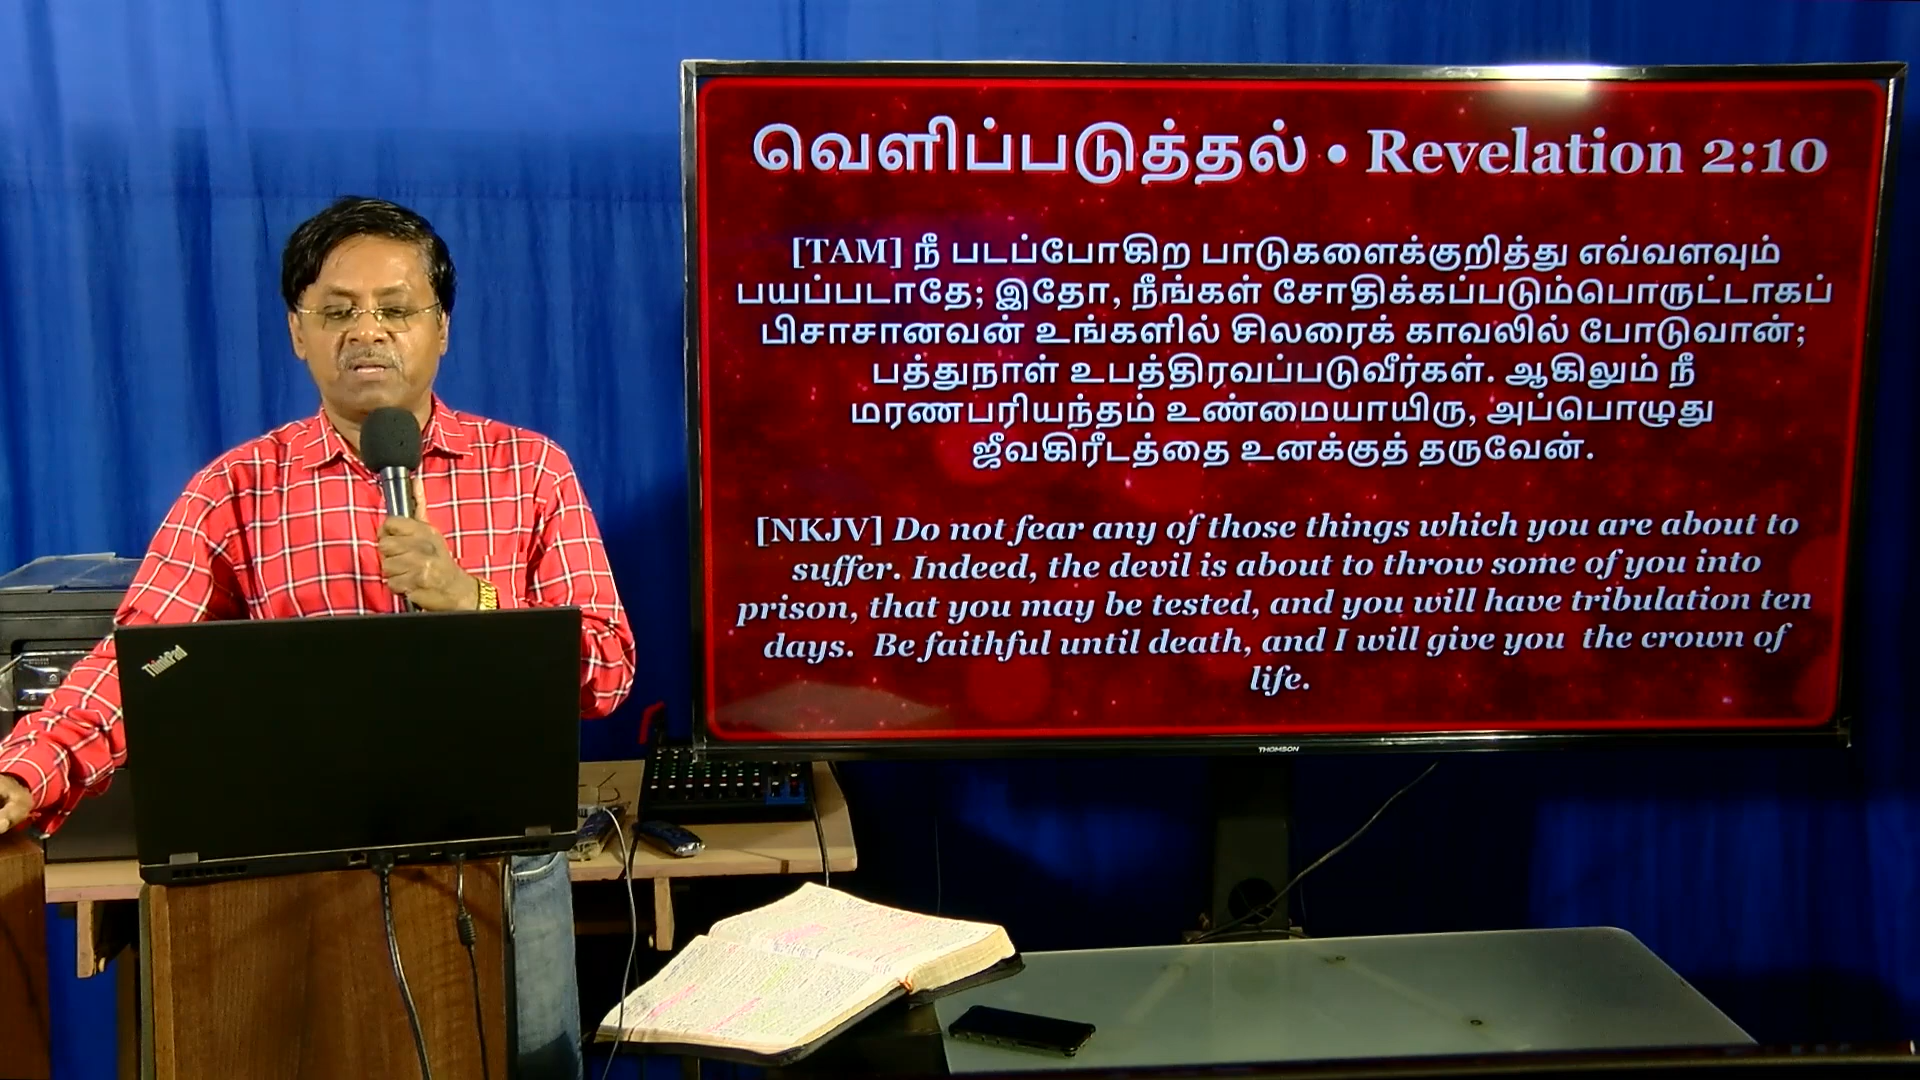 வெளிப்படுத்தல் • Revelation 2:10
[TAM] நீ படப்போகிற பாடுகளைக்குறித்து எவ்வளவும்
பயப்படாதே; இதோ, நீங்கள் சோதிக்கப்படும்பொருட்டாகப்
பிசாசானவன் உங்களில் சிலரைக் காவலில் போடுவான்;
பத்துநாள் உபத்திரவப்படுவீர்கள். ஆகிலும் நீ
மரணபரியந்தம் உண்மையாயிரு, அப்பொழுது
ஜீவகிரீடத்தை உனக்குத் தருவேன்.
[NKJV] Do not fear any of those things which you are about to
suffer. Indeed, the devil is about to throw some of you into
prison, that you may be tested, and you will have tribulation ten
days. Be faithful until death, and I will give you the crown of
life.
THOMSON
ThinkPad